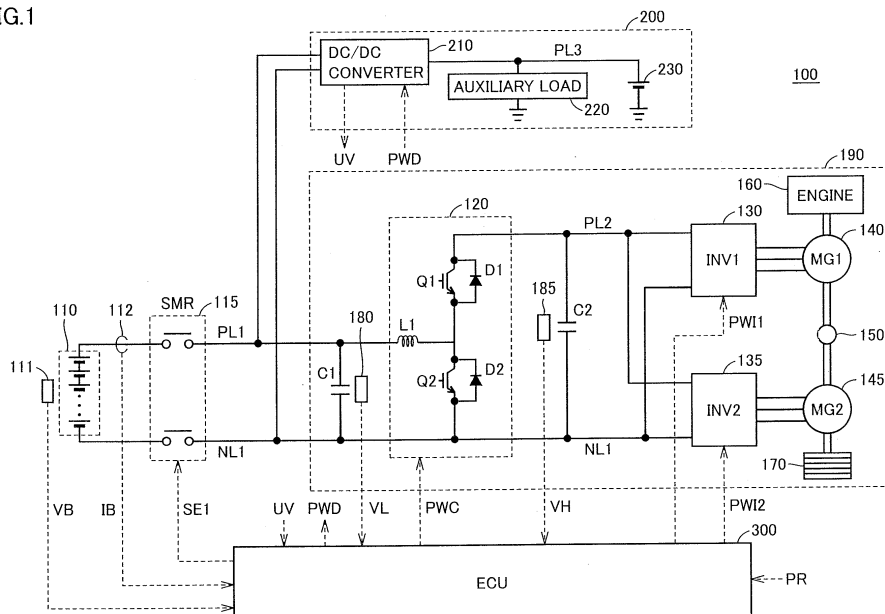 IG.1
200
210
DC/DC
CONVERTER
PL3
230
AUXILIARY LOAD
220
100
UV
PWD
190
160
ENGINE
120
130
140
PL2
INV1
MG1
Q1
D1
185
C2
SMR
115
110
112
PL1
L1
180
PWI1
150
111
C1
Q2
D2
135
145
INV2
MG2
NL1
NL1
170
VB
IB
SE1
UV
PWD
VL
PWC
VH
PWI2
300
ECU
PR